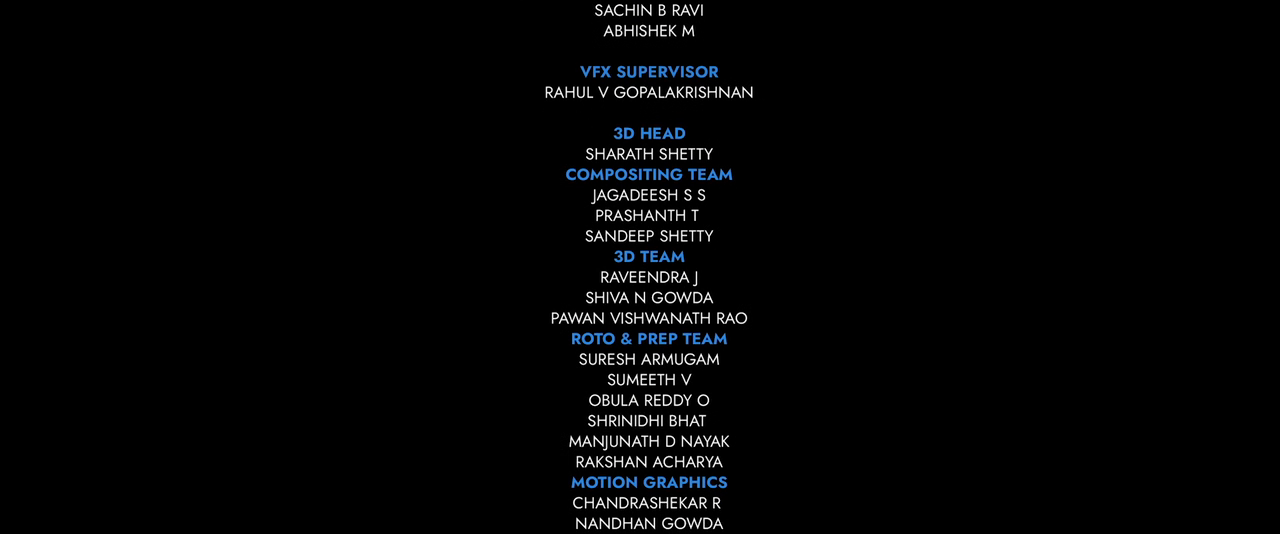 SACHIN B RAVI
ABHISHEK M
VFX SUPERVISOR
RAHUL V GOPALAKRISHNAN
3D HEAD
SHARATH SHETTY
COMPOSITING TEAM
JAGADEESH S S
PRASHANTH T
SANDEEP SHETTY
3D TEAM
RAVEENDRA J
SHIVA N GOWDA
PAWAN VISHWANATH RAO
ROTO & PREP TEAM
SURESH ARMUGAM
SUMEETH V
OBULA REDDY O
SHRINIDHI BHAT
MANJUNATH D NAYAK
RAKSHAN ACHARYA
MOTION GRAPHICS
CHANDRASHEKAR R
NANDHAN GOWDA